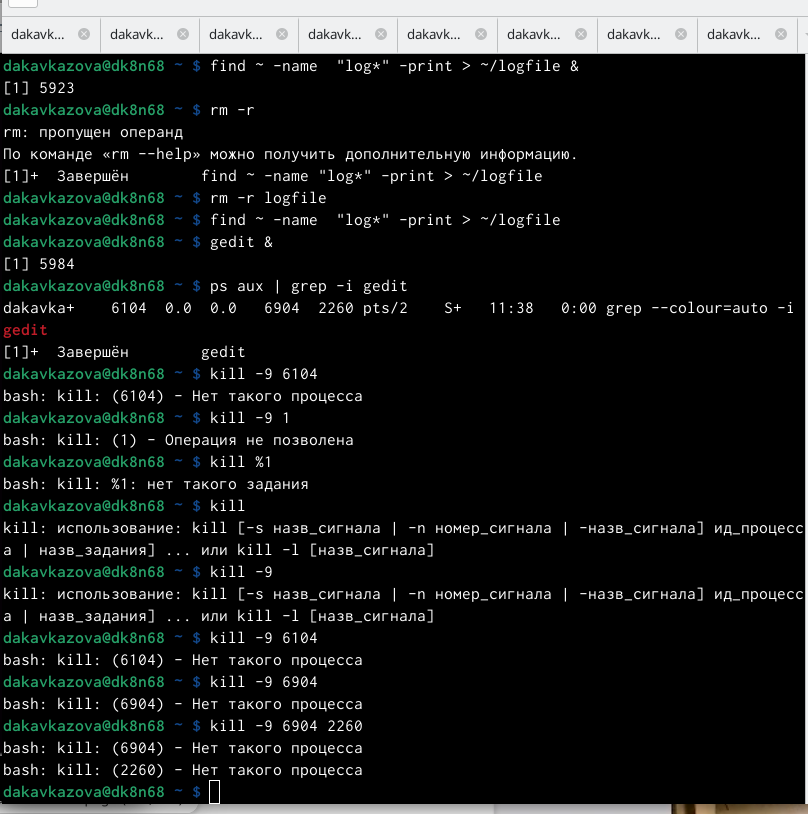 dakavk... dakavk... dakavk... dakavk... dakavk... dakavk... dakavk... dakavk...
dakavkazova@dk8n68 ~ $ find ~ -name  "log*" -print > ~/logfile &
[1] 5923
dakavkazova@dk8n68 ~ $ rm -r
rm: пропущен операнд
По команде «rm --help» можно получить дополнительную информацию.
[1]+  Завершён        find ~ -name "log*" -print > ~/logfile
dakavkazova@dk8n68 ~ $ rm -r logfile
dakavkazova@dk8n68 ~ $ find ~ -name  "log*" -print > ~/logfile
dakavkazova@dk8n68 ~ $ gedit &
[1] 5984
dakavkazova@dk8n68 ~ $ ps aux | grep -i gedit
dakavka+    6104  0.0  0.0   6904  2260 pts/2    S+   11:38   0:00 grep --colour=auto -i
gedit
[1]+  Завершён        gedit
dakavkazova@dk8n68 ~ $ kill -9 6104
bash: kill: (6104) - Нет такого процесса
dakavkazova@dk8n68 ~ $ kill -9 1
bash: kill: (1) - Операция не позволена
dakavkazova@dk8n68 ~ $ kill %1
bash: kill: %1: нет такого задания
dakavkazova@dk8n68 ~ $ kill
kill: использование: kill [-s назв_сигнала | -n номер_сигнала | -назв_сигнала] ид_процесс
а | назв_задания] ... или kill -l [назв_сигнала]
dakavkazova@dk8n68 ~ $ kill -9
kill: использование: kill [-s назв_сигнала | -n номер_сигнала | -назв_сигнала] ид_процесс
а | назв_задания] ... или kill -l [назв_сигнала]
dakavkazova@dk8n68 ~ $ kill -9 6104
bash: kill: (6104) - Нет такого процесса
dakavkazova@dk8n68 ~ $ kill -9 6904
bash: kill: (6904) - Нет такого процесса
dakavkazova@dk8n68 ~ $ kill -9 6904 2260
bash: kill: (6904) - Нет такого процесса
bash: kill: (2260) - Нет такого процесса
dakavkazova@dk8n68 ~ $